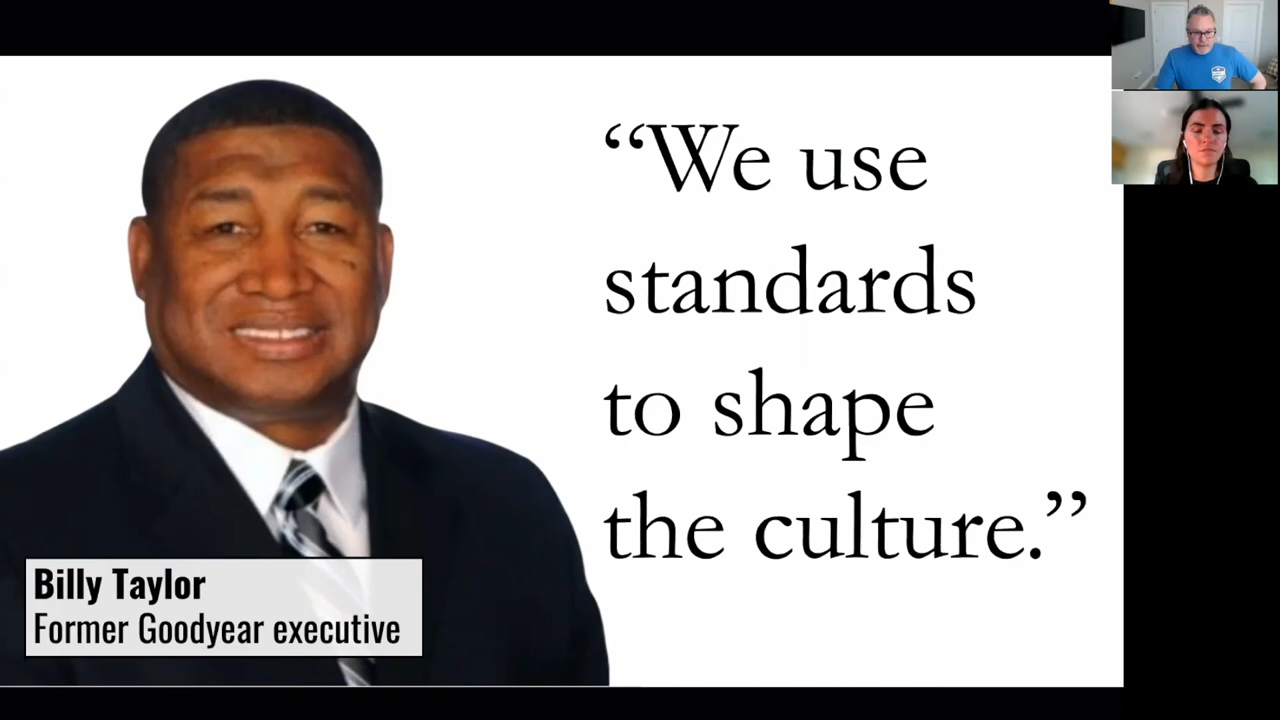 “We use
standards
to shape
the culture.”
Billy Taylor
Former Goodyear executive